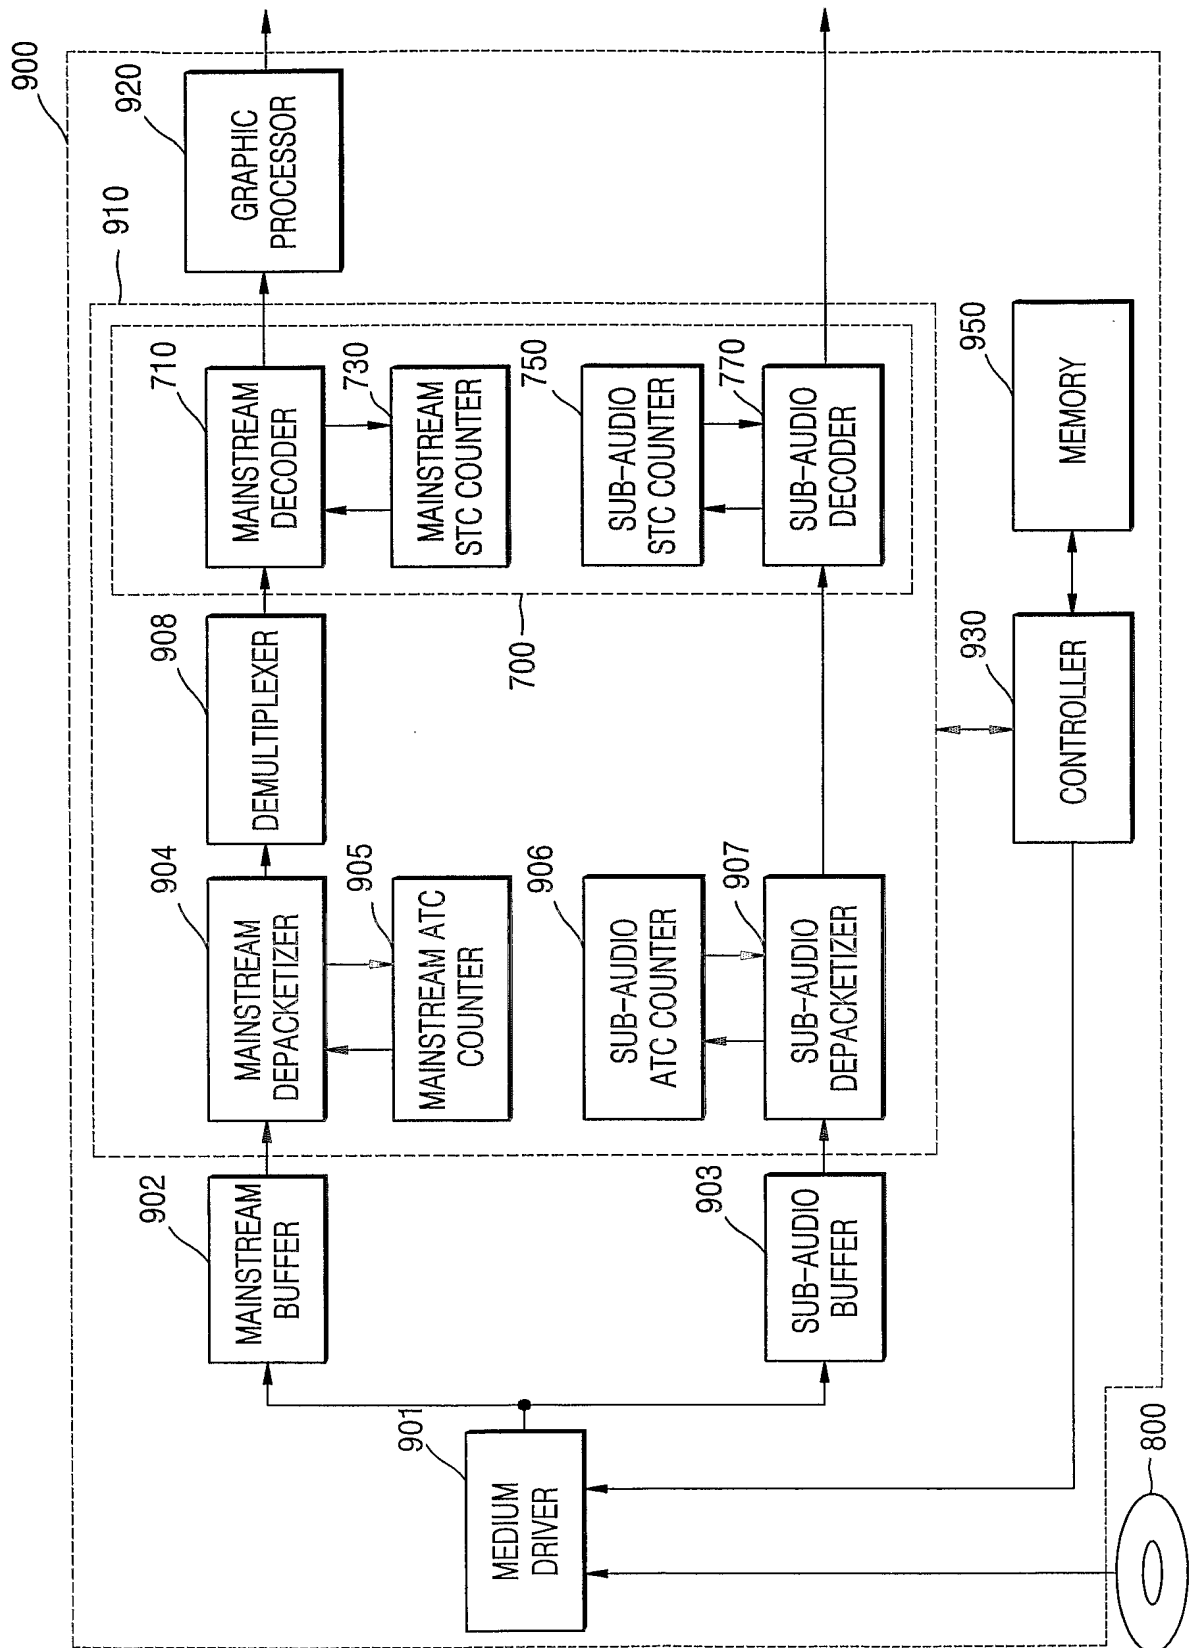 900
920
GRAPHIC
PROCESSOR
910
710
MAINSTREAM
DECODER
730
MAINSTREAM
STC COUNTER
750
SUB-AUDIO
STC COUNTER
770
SUB-AUDIO
DECODER
950
MEMORY
908
DEMULTIPLEXER
700
930
CONTROLLER
904
MAINSTREAM
DEPACKETIZER
905
MAINSTREAM ATC
COUNTER
906
SUB-AUDIO
ATC COUNTER
907
SUB-AUDIO
DEPACKETIZER
902
MAINSTREAM
BUFFER
903
SUB-AUDIO
BUFFER
901
MEDIUM
DRIVER
800